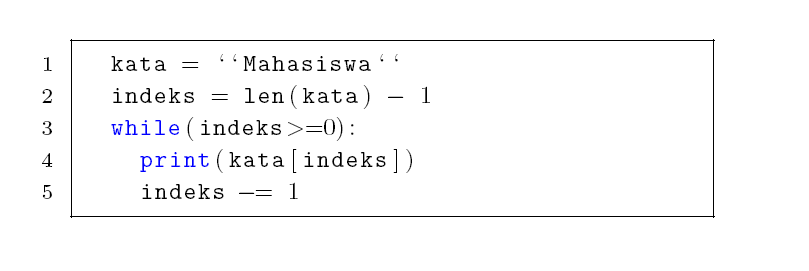 1 kata = ‘‘Mahasiswa‘‘
2 indeks = len(kata) − 1
3 while(indeks>=0):
4 print(kata[indeks])
5 indeks −= 1